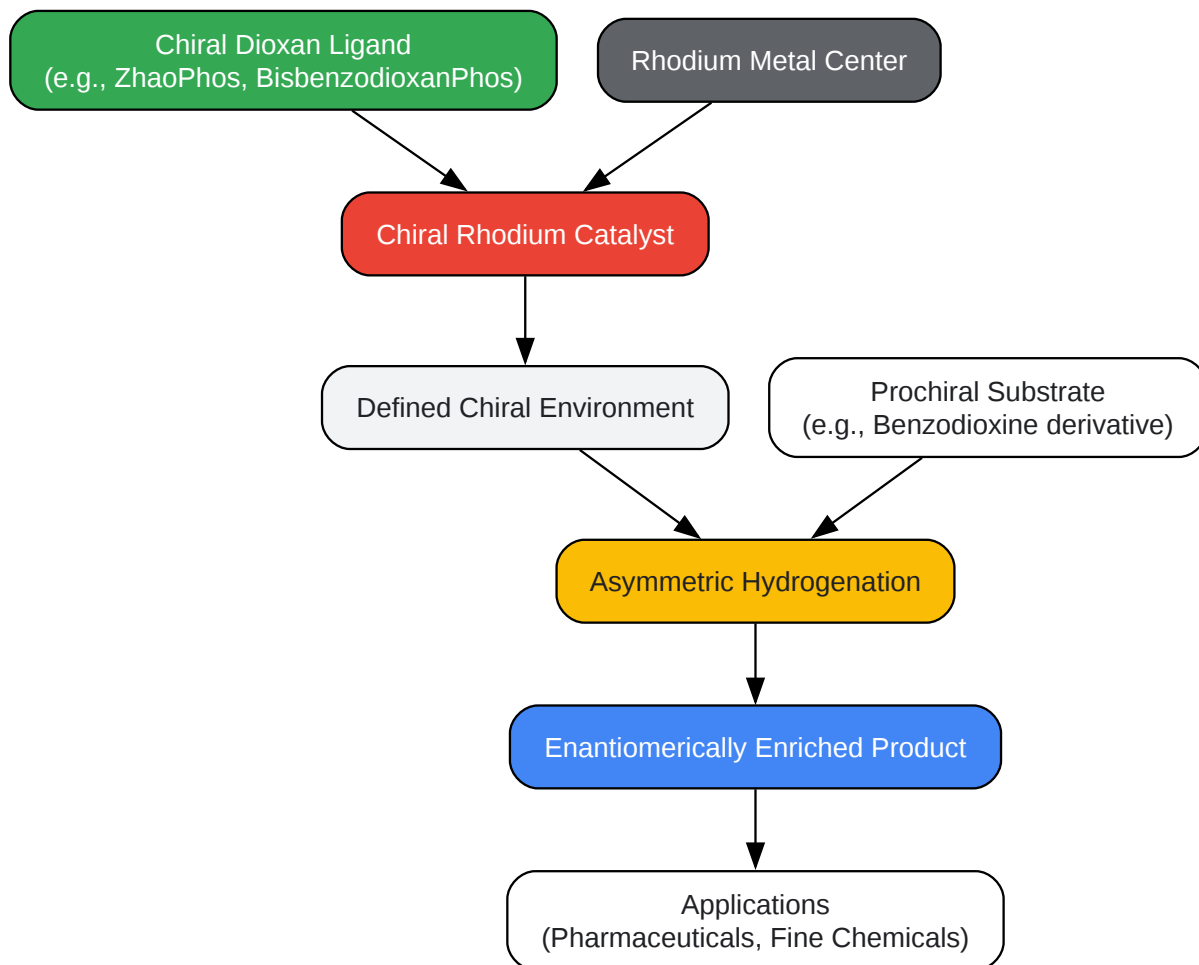 Chiral Dioxan Ligand
(e.g., ZhaoPhos, BisbenzodioxanPhos)
Rhodium Metal Center
Chiral Rhodium Catalyst
Defined Chiral Environment
Prochiral Substrate
(e.g., Benzodioxine derivative)
Asymmetric Hydrogenation
Enantiomerically Enriched Product
Applications
(Pharmaceuticals, Fine Chemicals)